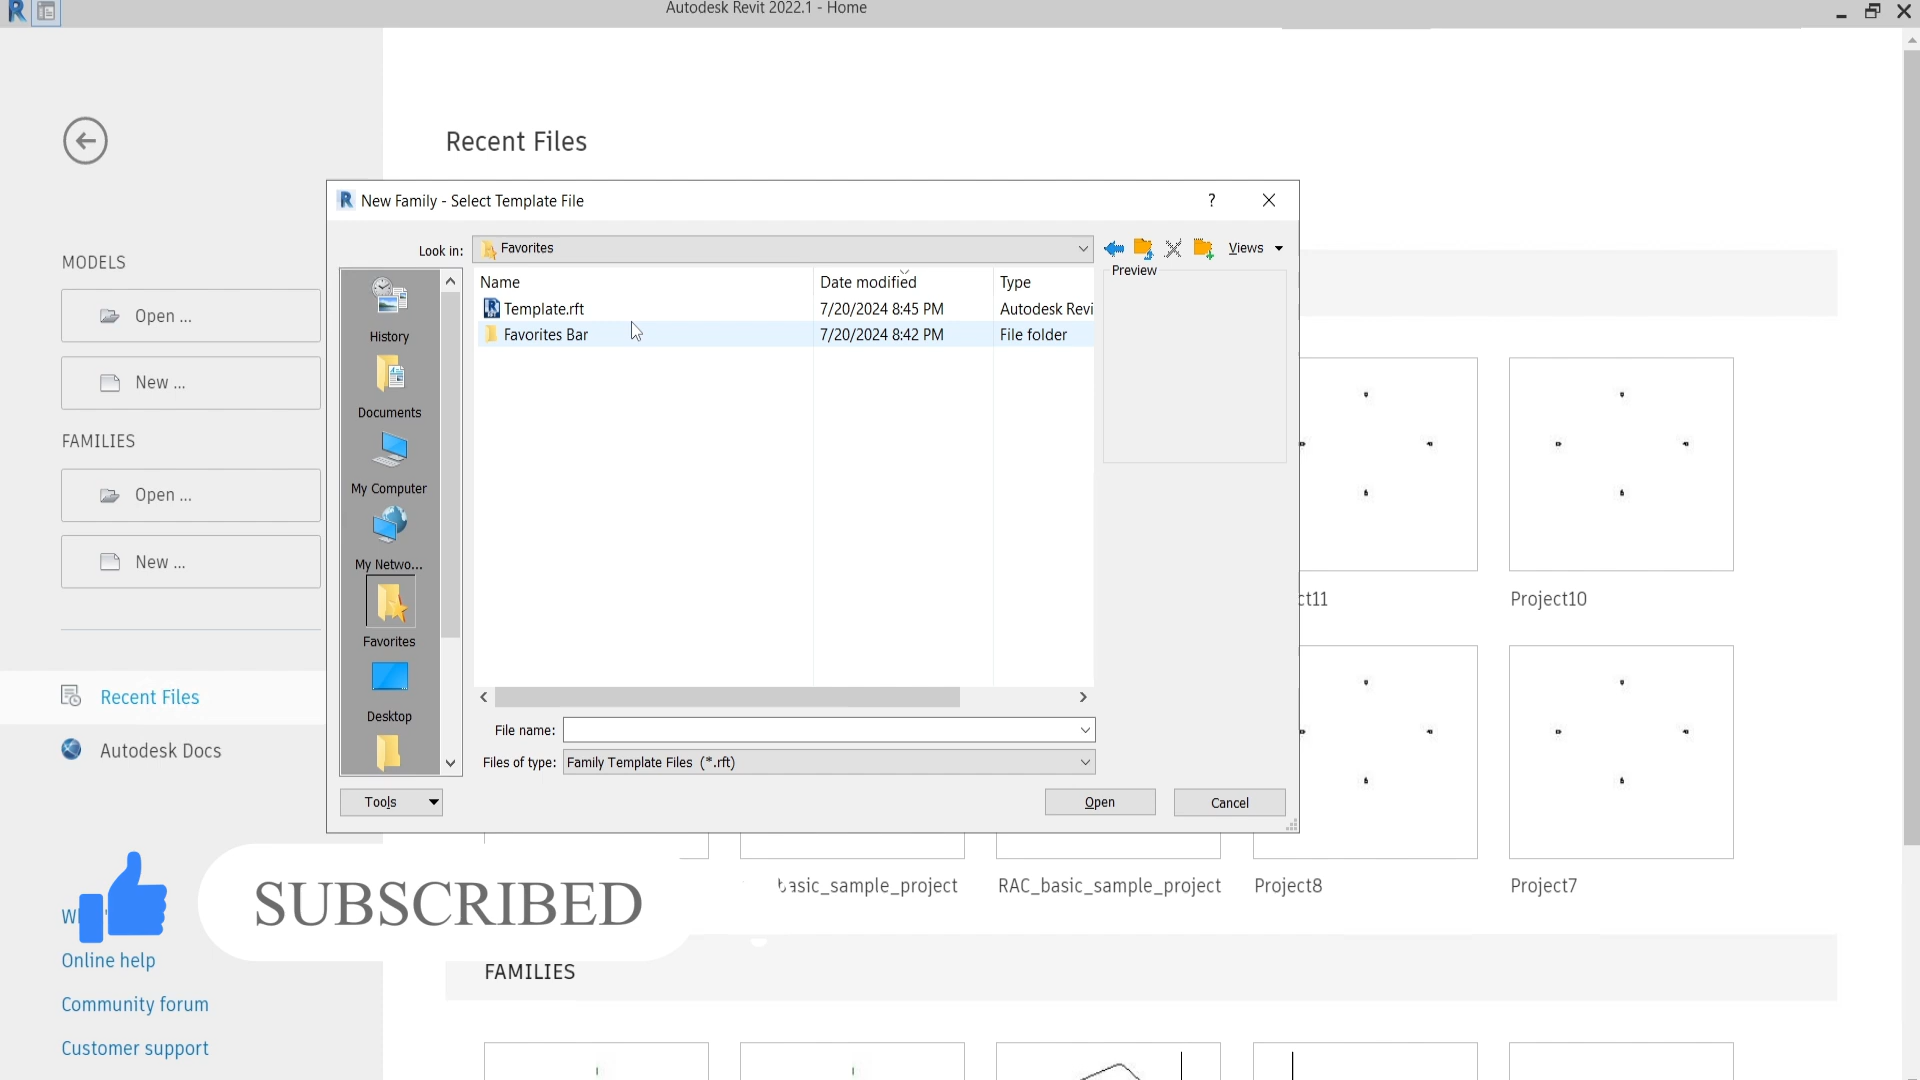 Autodesk Revit 2022.1 - Home
Recent Files
New Family - Select Template File
?
Look in:
Favorites
Views
MODELS
Open ...
New ...
FAMILIES
Open ...
New ...
Recent Files
Autodesk Docs
Online help
Community forum
Customer support
History
Documents
My Computer
My Netwo...
Favorites
Desktop
Name
Date modified
Type
Template.rft
7/20/2024 8:45 PM
Autodesk Revi
Favorites Bar
7/20/2024 8:42 PM
File folder
Preview
File name:
Files of type:
Family Template Files (*.rft)
Tools
Open
Cancel
ct11
Project10
basic_sample_project
RAC_basic_sample_project
Project8
Project7
SUBSCRIBED
FAMILIES